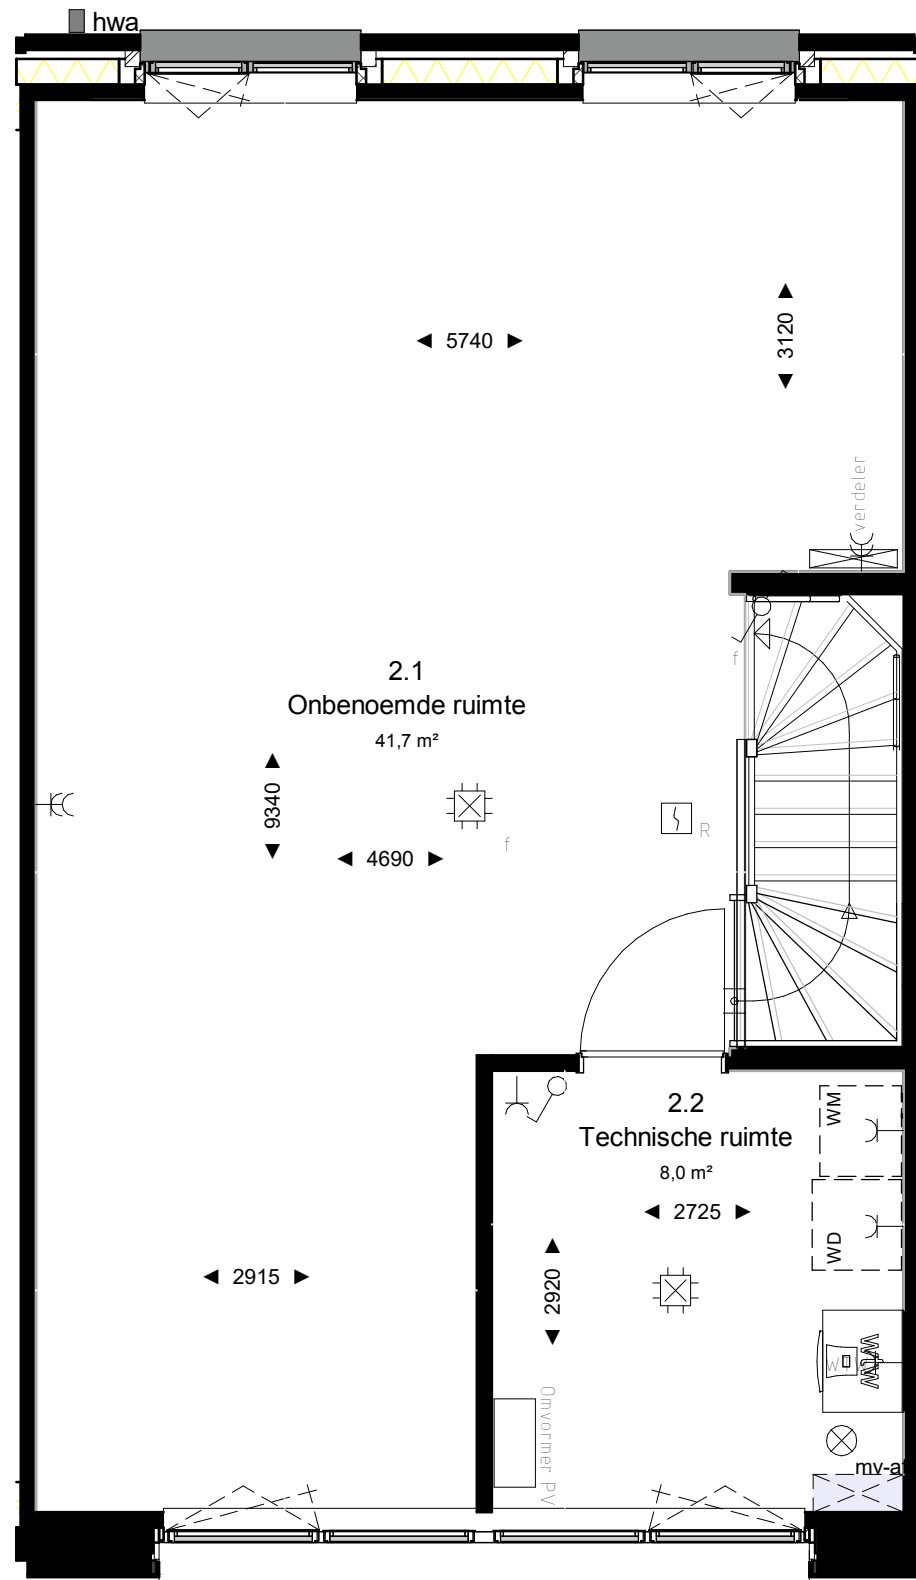 hwa
5740
3120
verdeler
f
2.1
Onbenoemde ruimte
41,7 m²
9340
f
R
4690
2.2
Technische ruimte
8,0 m²
WM
2725
WD
2915
2920
Omvormer PV
mv-a